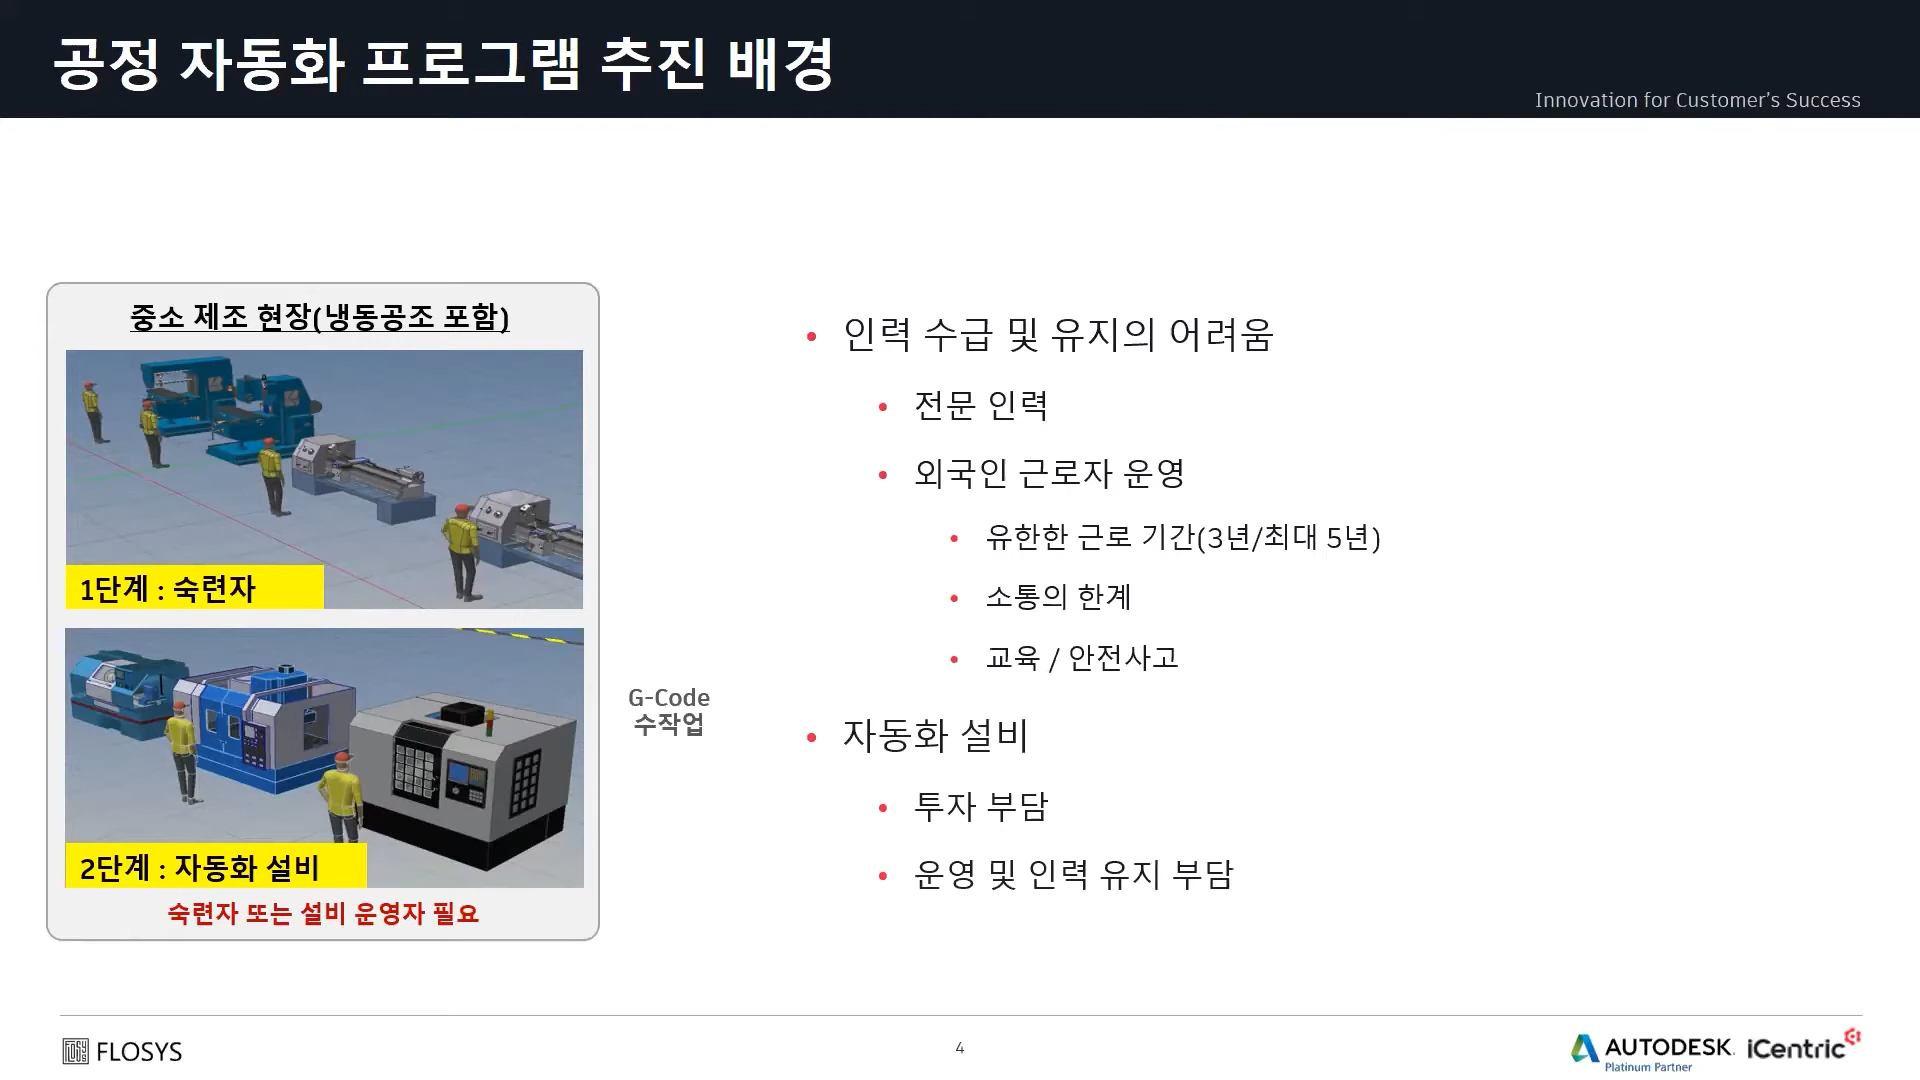 공정 자동화 프로그램 추진 배경
Innovation for Customer's Success
중소 제조 현장(냉동공조 포함)
1단계 : 숙련자
2단계 : 자동화 설비
숙련자 또는 설비 운영자 필요
G-Code
수작업
• 인력 수급 및 유지의 어려움
• 전문 인력
• 외국인 근로자 운영
• 유한한 근로 기간(3년/최대 5년)
• 소통의 한계
• 교육 / 안전사고
• 자동화 설비
• 투자 부담
• 운영 및 인력 유지 부담
FLOSYS
4
AUTODESK
Platinum Partner
iCentric